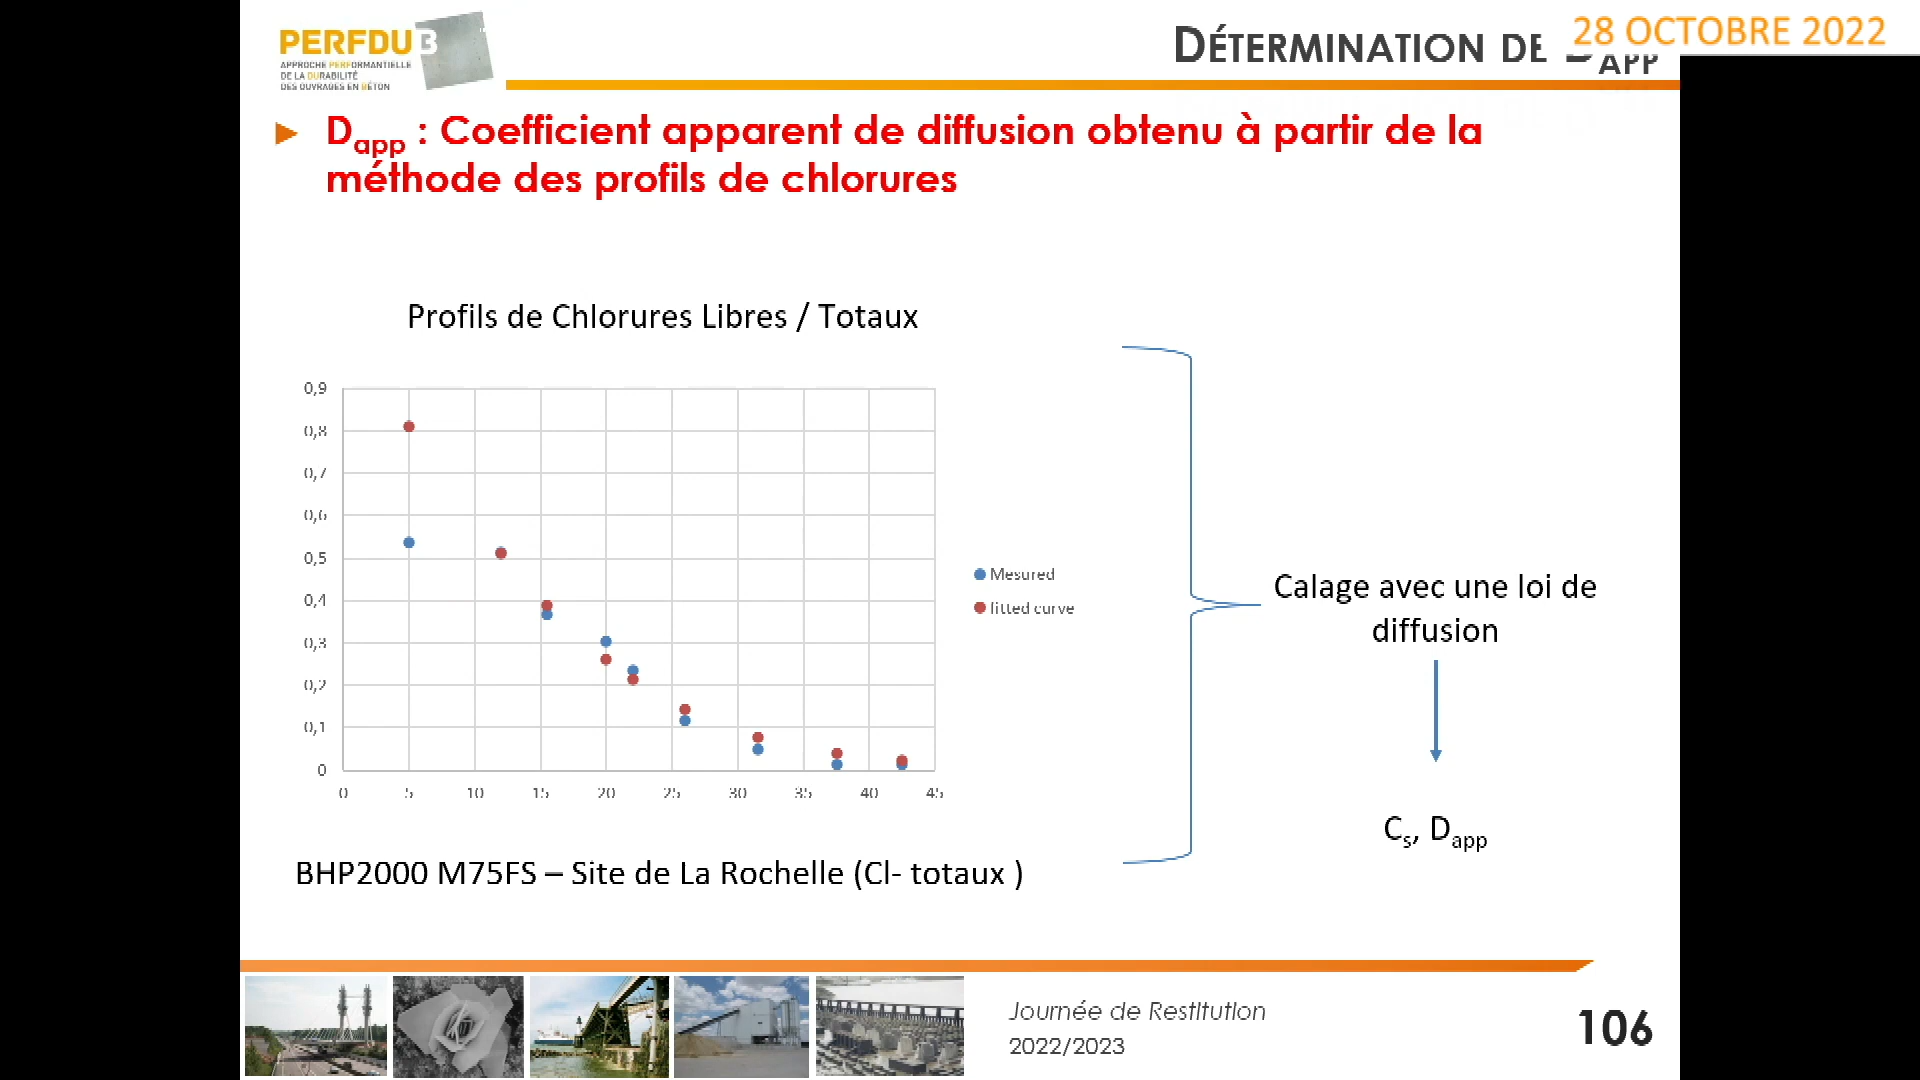 PERFDUB
APPROCHE PERFORMANTIELLE
DE LA DURABILITÉ
DES OUVRAGES EN BÉTON
DÉTERMINATION DE DAPP
28 OCTOBRE 2022
Dapp : Coefficient apparent de diffusion obtenu à partir de la
méthode des profils de chlorures
Profils de Chlorures Libres / Totaux
0,9
0,8
0,7
0,6
0,5
0,4
0,3
0,2
0,1
0
0 5 10 15 20 25 30 35 40 45
Mesured
fitted curve
BHP2000 M75FS – Site de La Rochelle (Cl- totaux )
Calage avec une loi de
diffusion
Cs, Dapp
Journée de Restitution
2022/2023
106